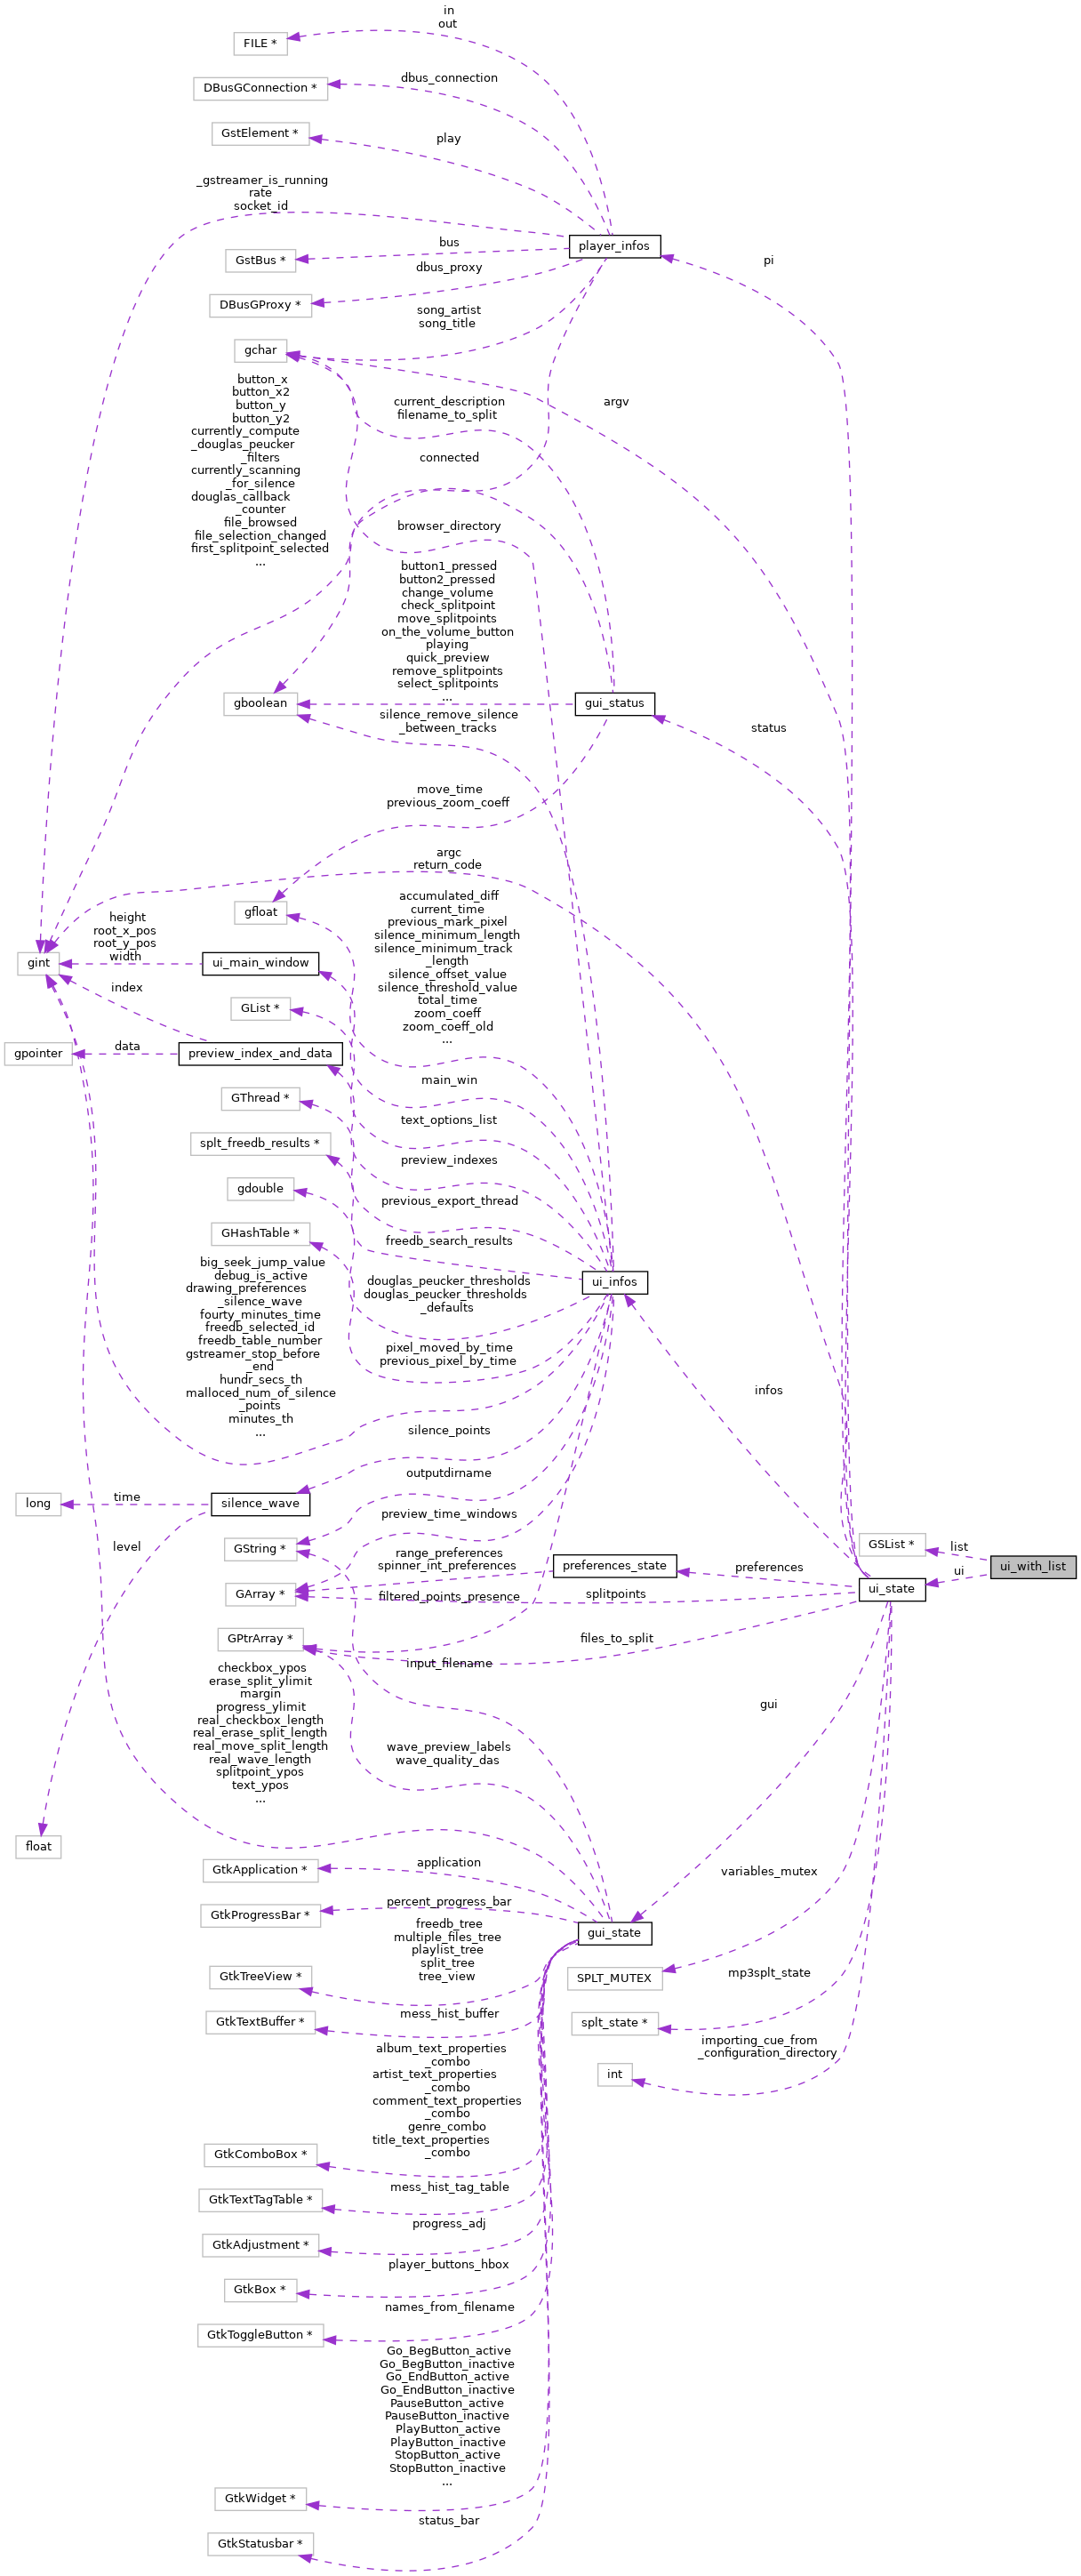 in
out
FILE *
dbus_connection
DBusGConnection *
GstElement *
play
_gstreamer_is_running
rate
socket_id
player_infos
bus
GstBus *
pi
dbus_proxy
DBusGProxy *
song_artist
song_title
gchar
button_x
button_x2
button_y
button_y2
currently_compute
_douglas_peucker
_filters
currently_scanning
_for_silence
douglas_callback
_counter
file_browsed
file_selection_changed
first_splitpoint_selected
...
current_description
filename_to_split
argv
connected
browser_directory
button1_pressed
button2_pressed
change_volume
check_splitpoint
move_splitpoints
on_the_volume_button
playing
quick_preview
remove_splitpoints
select_splitpoints
...
gboolean
gui_status
silence_remove_silence
_between_tracks
status
move_time
previous_zoom_coeff
argc
return_code
gfloat
accumulated_diff
current_time
previous_mark_pixel
silence_minimum_length
silence_minimum_track
_length
silence_offset_value
silence_threshold_value
total_time
zoom_coeff
zoom_coeff_old
...
height
root_x_pos
root_y_pos
width
gint
ui_main_window
index
GList *
gpointer
data
preview_index_and_data
main_win
GThread *
text_options_list
splt_freedb_results *
preview_indexes
gdouble
previous_export_thread
GHashTable *
freedb_search_results
big_seek_jump_value
debug_is_active
drawing_preferences
_silence_wave
fourty_minutes_time
freedb_selected_id
freedb_table_number
gstreamer_stop_before
_end
hundr_secs_th
malloced_num_of_silence
_points
minutes_th
...
ui_infos
douglas_peucker_thresholds
douglas_peucker_thresholds
_defaults
pixel_moved_by_time
previous_pixel_by_time
infos
silence_points
outputdirname
long
time
silence_wave
preview_time_windows
level
GString *
range_preferences
spinner_int_preferences
preferences_state
preferences
GSList *
list
ui_with_list
ui
ui_state
GArray *
filtered_points_presence
splitpoints
GPtrArray *
files_to_split
input_filename
checkbox_ypos
erase_split_ylimit
margin
progress_ylimit
real_checkbox_length
real_erase_split_length
real_move_split_length
real_wave_length
splitpoint_ypos
text_ypos
...
gui
wave_preview_labels
wave_quality_das
float
GtkApplication *
application
variables_mutex
percent_progress_bar
GtkProgressBar *
gui_state
freedb_tree
multiple_files_tree
playlist_tree
split_tree
tree_view
GtkTreeView *
SPLT_MUTEX
mp3splt_state
mess_hist_buffer
GtkTextBuffer *
splt_state *
importing_cue_from
_configuration_directory
int
album_text_properties
_combo
artist_text_properties
_combo
comment_text_properties
_combo
genre_combo
title_text_properties
_combo
GtkComboBox *
mess_hist_tag_table
GtkTextTagTable *
progress_adj
GtkAdjustment *
player_buttons_hbox
GtkBox *
names_from_filename
GtkToggleButton *
Go_BegButton_active
Go_BegButton_inactive
Go_EndButton_active
Go_EndButton_inactive
PauseButton_active
PauseButton_inactive
PlayButton_active
PlayButton_inactive
StopButton_active
StopButton_inactive
...
GtkWidget *
status_bar
GtkStatusbar *